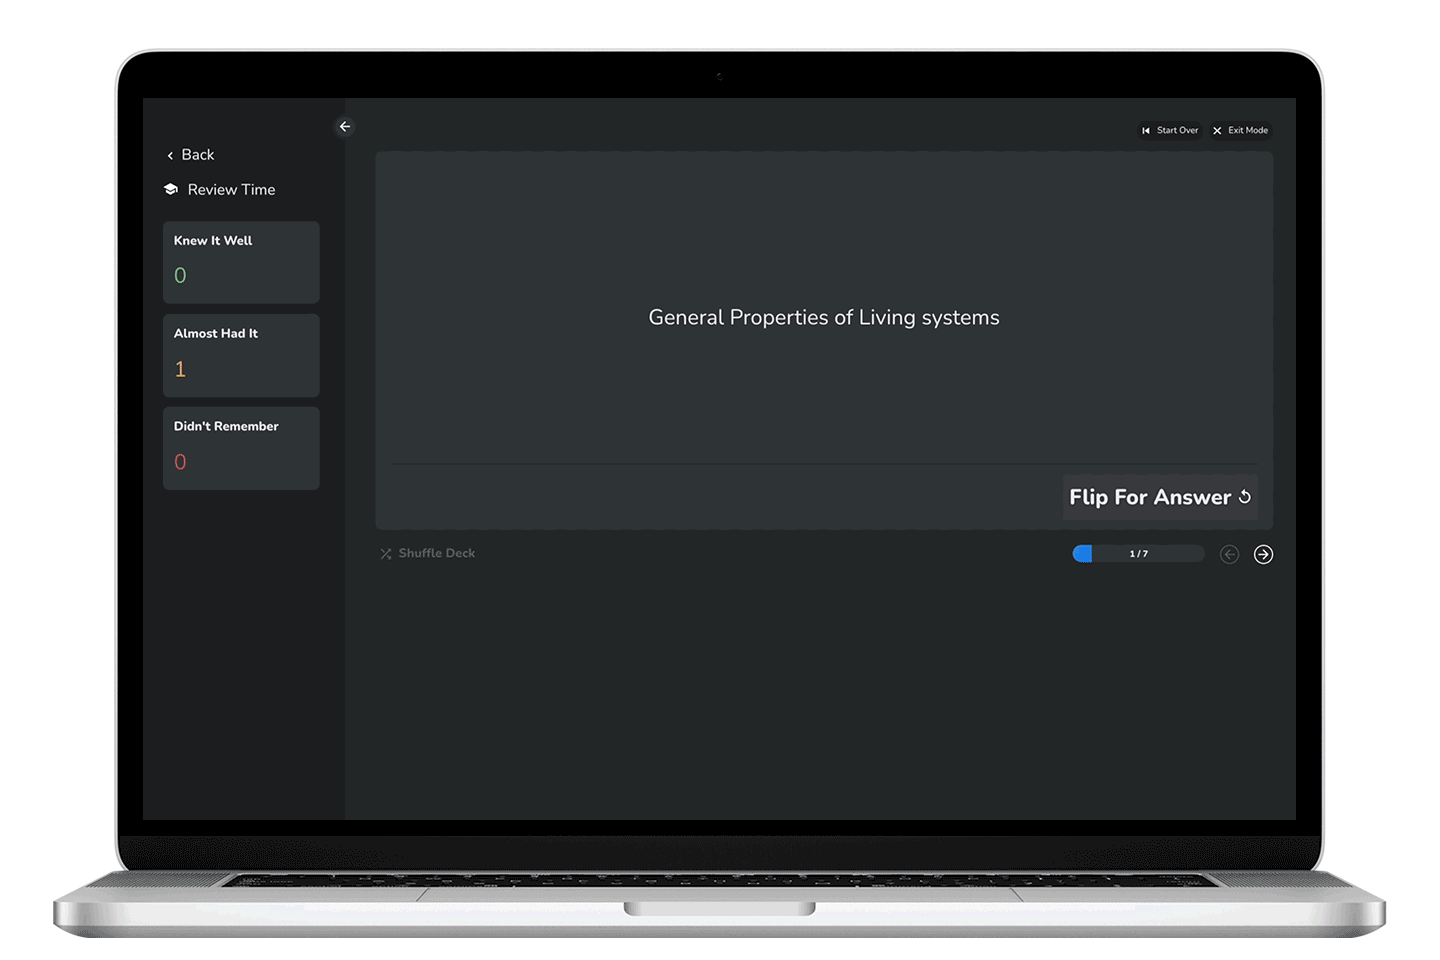 Back
Review Time
Knew It Well
0
Almost Had It
1
Didn't Remember
0
Start Over
Exit Mode
General Properties of Living systems
Flip For Answer
Shuffle Deck
1 / 7